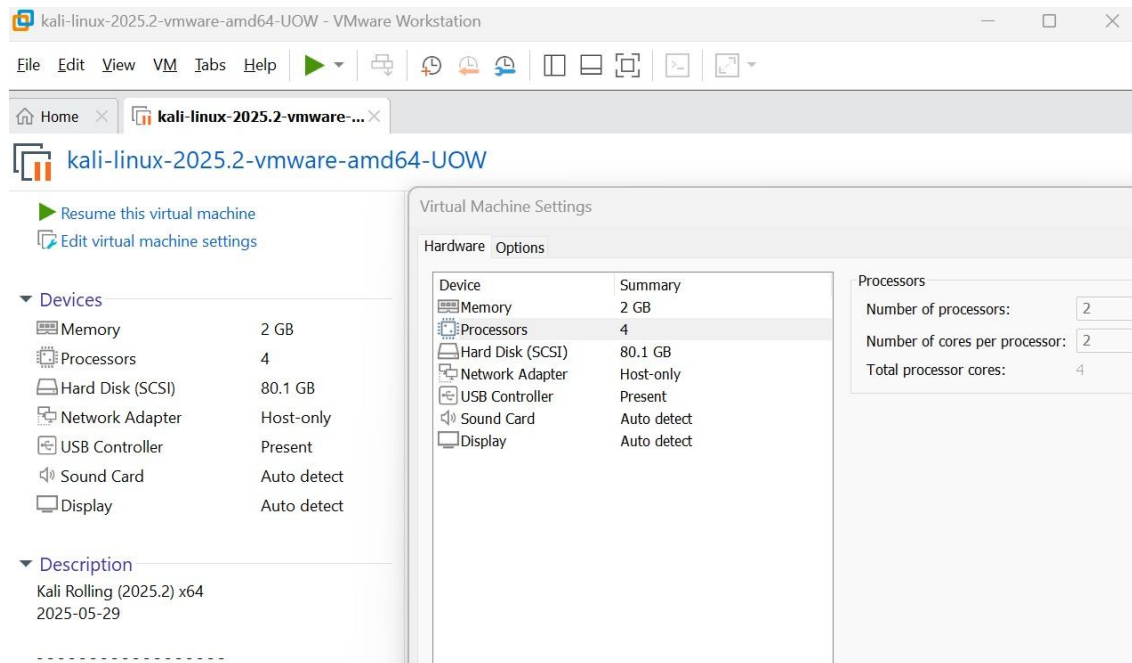 kali-linux-2025.2-vmware-amd64-UOW - VMware Workstation
File Edit View VM Tabs Help
Home kali-linux-2025.2-vmware-...
kali-linux-2025.2-vmware-amd64-UOW
Resume this virtual machine
Edit virtual machine settings
Devices
Memory 2 GB
Processors 4
Hard Disk (SCSI) 80.1 GB
Network Adapter Host-only
USB Controller Present
Sound Card Auto detect
Display Auto detect
Description
Kali Rolling (2025.2) x64
2025-05-29
- - - - - - - - - - - - - - - - - -
Virtual Machine Settings
Hardware Options
Device Summary
Memory 2 GB
Processors 4
Hard Disk (SCSI) 80.1 GB
Network Adapter Host-only
USB Controller Present
Sound Card Auto detect
Display Auto detect
Processors
Number of processors: 2
Number of cores per processor: 2
Total processor cores: 4